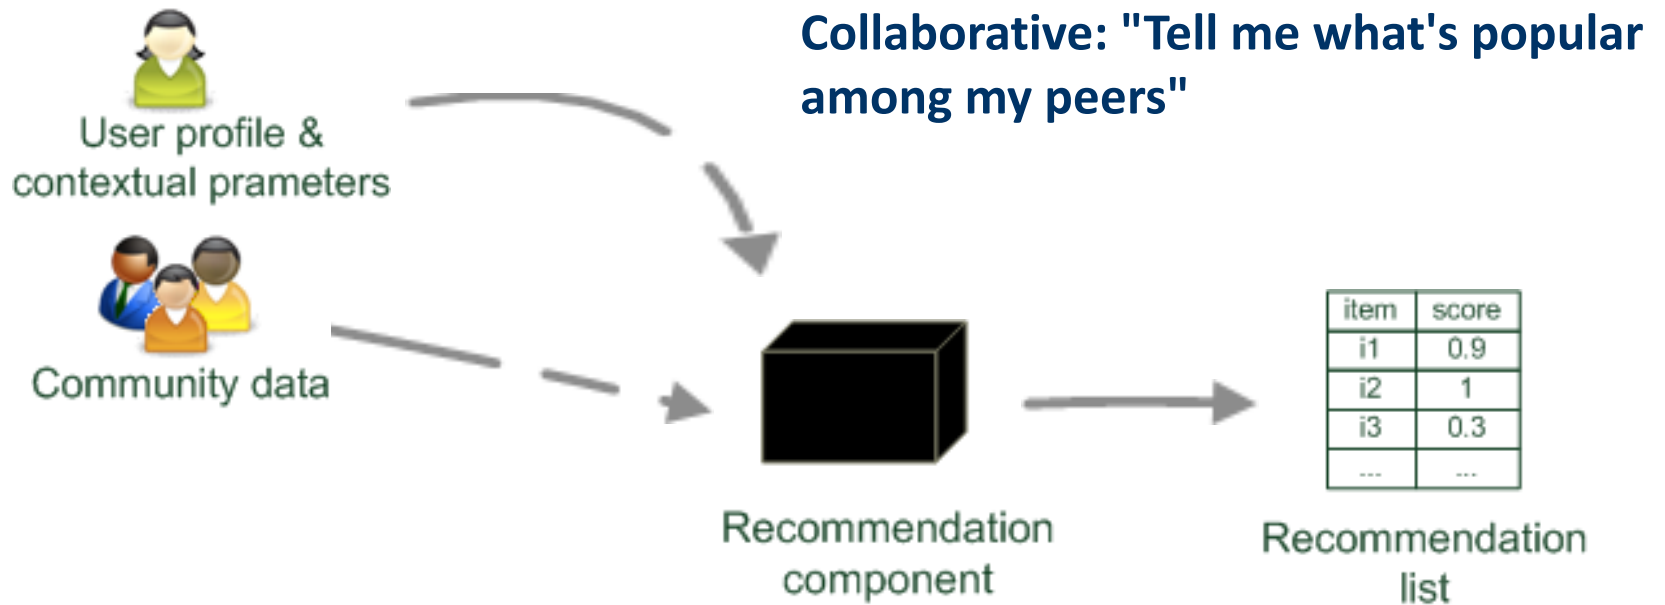 Collaborative: "Tell me what's popular
among my peers"
User profile &
contextual prameters
Community data
item score
i1 0.9
i2 1
i3 0.3
... ...
Recommendation
component
Recommendation
list